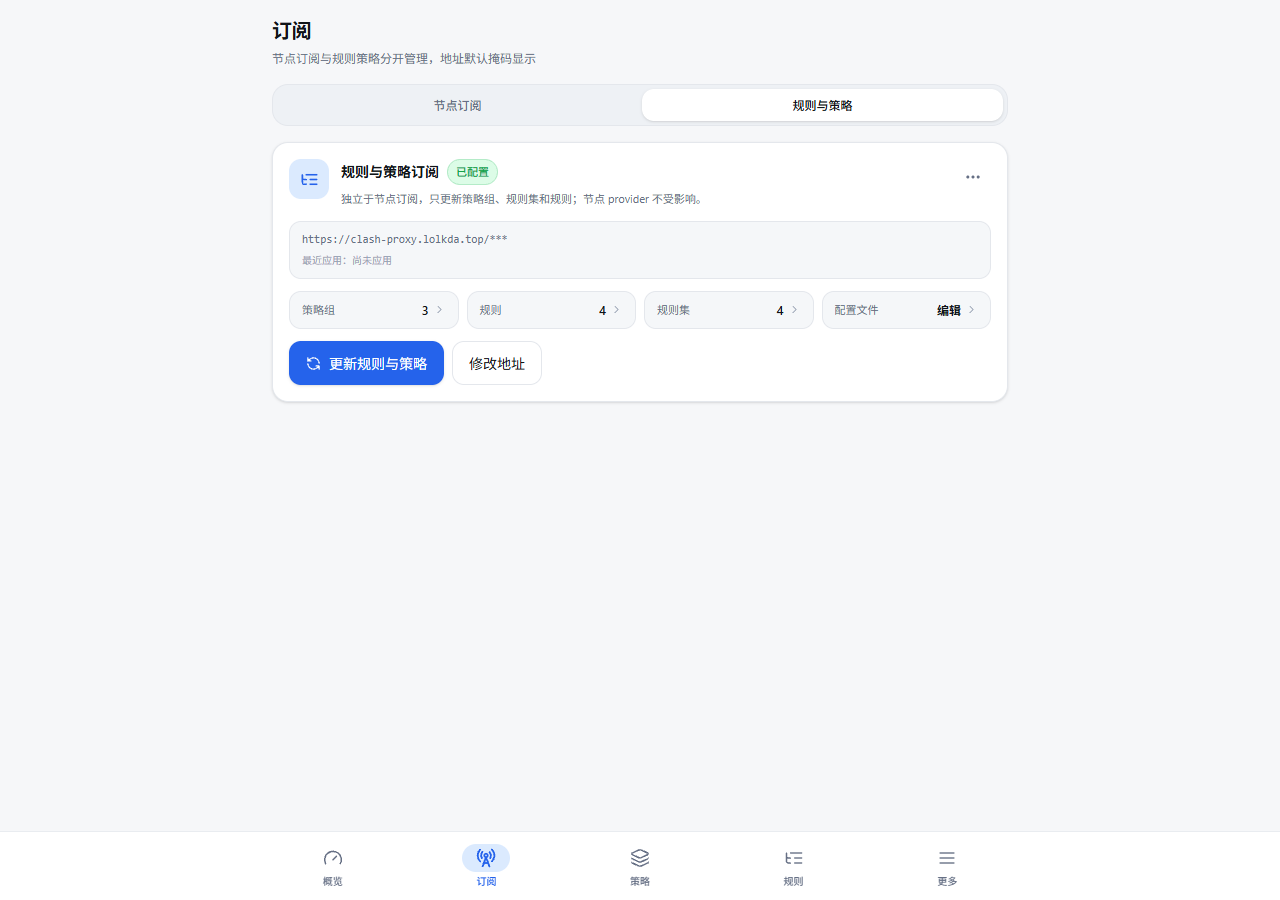 订阅
节点订阅与规则策略分开管理，地址默认掩码显示
节点订阅
规则与策略
规则与策略订阅 已配置
独立于节点订阅，只更新策略组、规则集和规则；节点 provider 不受影响。
https://clash-proxy.lolkda.top/***
最近应用：尚未应用
策略组 3
规则 4
规则集 4
配置文件 编辑
更新规则与策略
修改地址
概览
订阅
策略
规则
更多